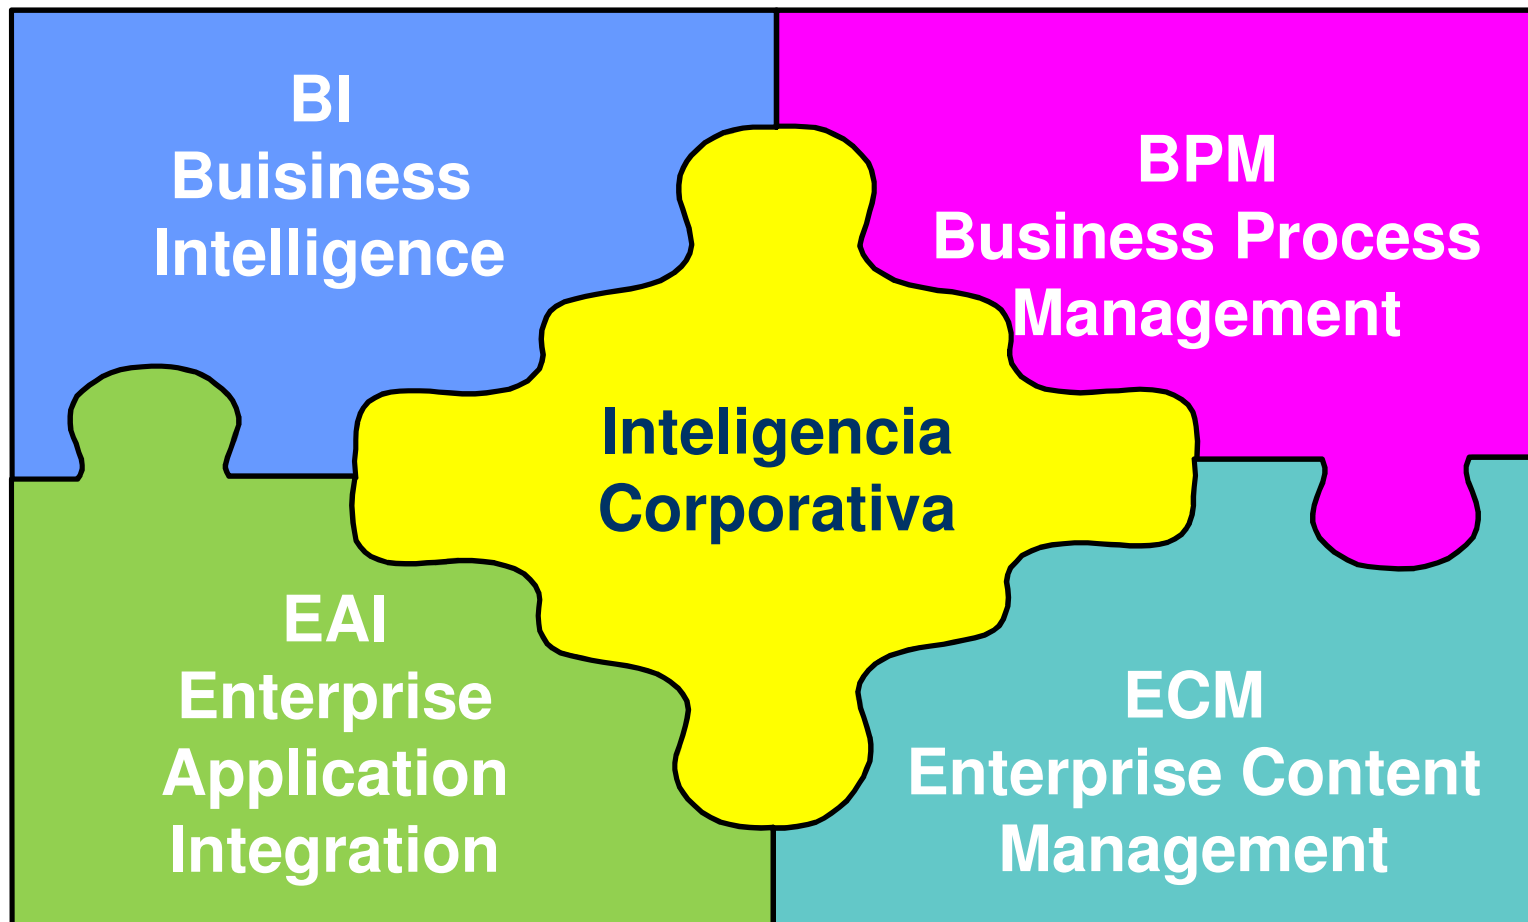 BI
Buisiness
Intelligence
BPM
Business Process
Management
Inteligencia
Corporativa
EAI
Enterprise
Application
Integration
ECM
Enterprise Content
Management